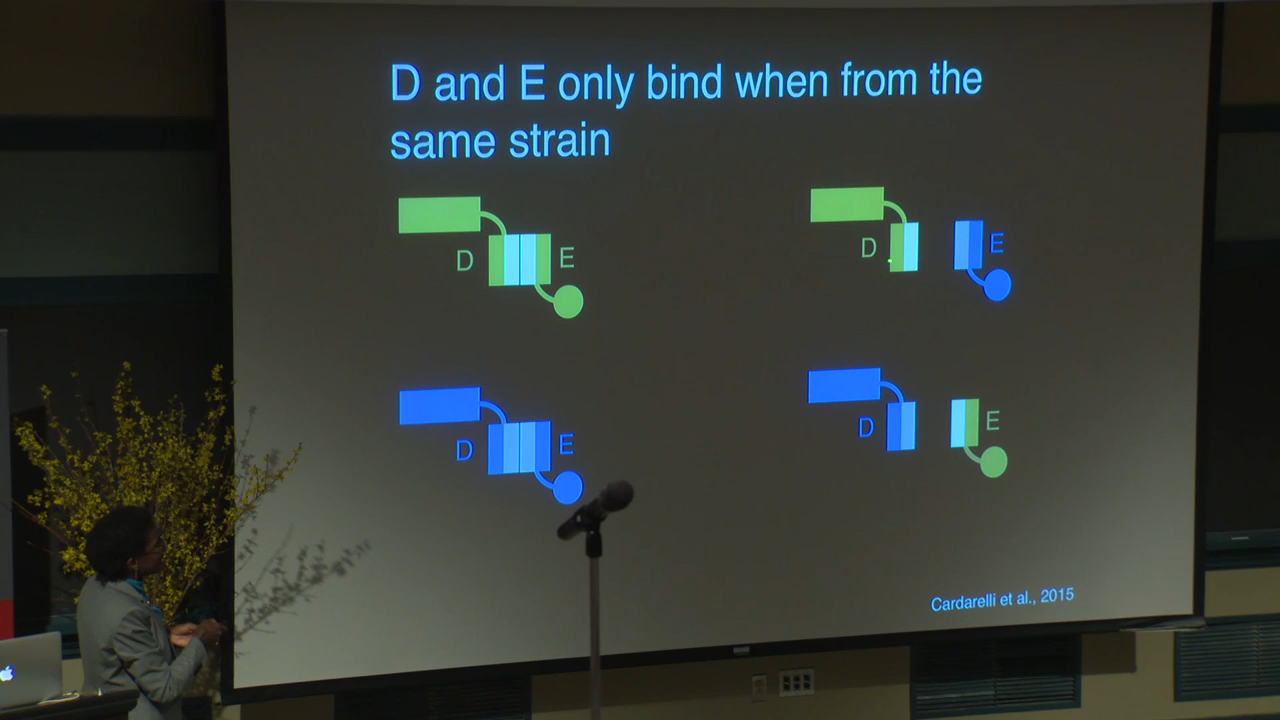 D and E only bind when from the
same strain
D E
D E
D E
D E
Cardarelli et al., 2015